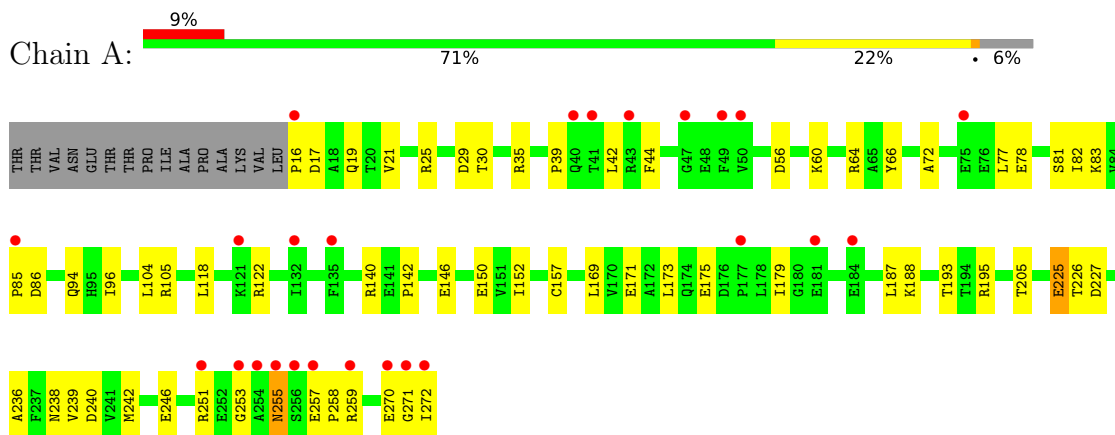 9%
Chain A:
71% 22% • 6%
THR THR VAL ASN GLU THR THR PRO ILE ALA PRO ALA LYS VAL LEU P16 D17 A18 Q19 T20 V21 R25 D29 T30 R35 P39 Q40 T41 L42 R43 F44 G47 E48 F49 V50 D56 K60 R64 A65 Y66 A72 E75 E76 L77 E78 S81 I82 K83 V84
P85 D86 Q94 H95 I96 L104 R105 L118 K121 R122 I132 F135 R140 E141 P142 E146 E150 V151 I152 C157 L169 V170 E171 A172 L173 Q174 E175 D176 P177 L178 I179 G180 E181 E184 L187 K188 T193 T194 R195 T205 E225 T226 D227
A236 F237 N238 V239 D240 V241 M242 E246 R251 E252 G253 A254 N255 S256 E257 P258 R259 E270 G271 I272